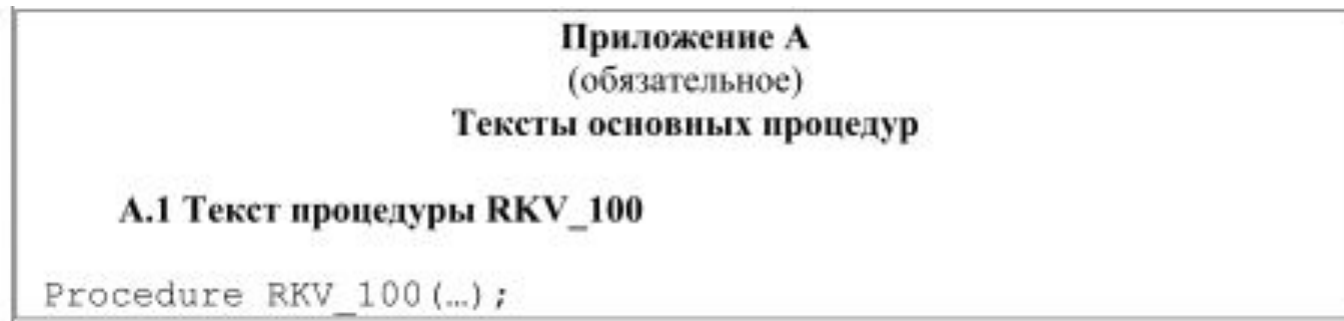 Приложение А
(обязательное)
Тексты основных процедур
А.1 Текст процедуры RKV_100
Procedure RKV_100(…);